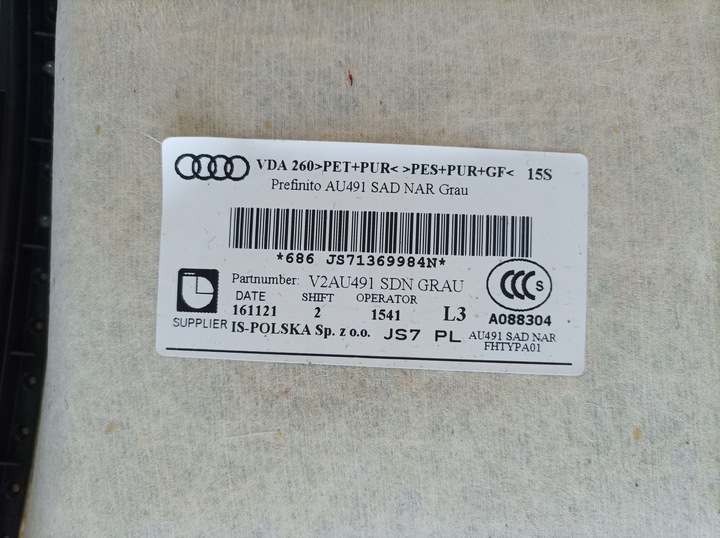 VDA 260>PET+PUR< >PES+PUR+GF< 15S
Prefinito AU491 SAD NAR Grau
*686 JS71369984N*
Partnumber: V2AU491 SDN GRAU
CCC S
DATE SHIFT OPERATOR
161121 2 1541 L3 A088304
SUPPLIER IS-POLSKA Sp. z o.o. JS7 PL AU491 SAD NAR
FHTYPA01